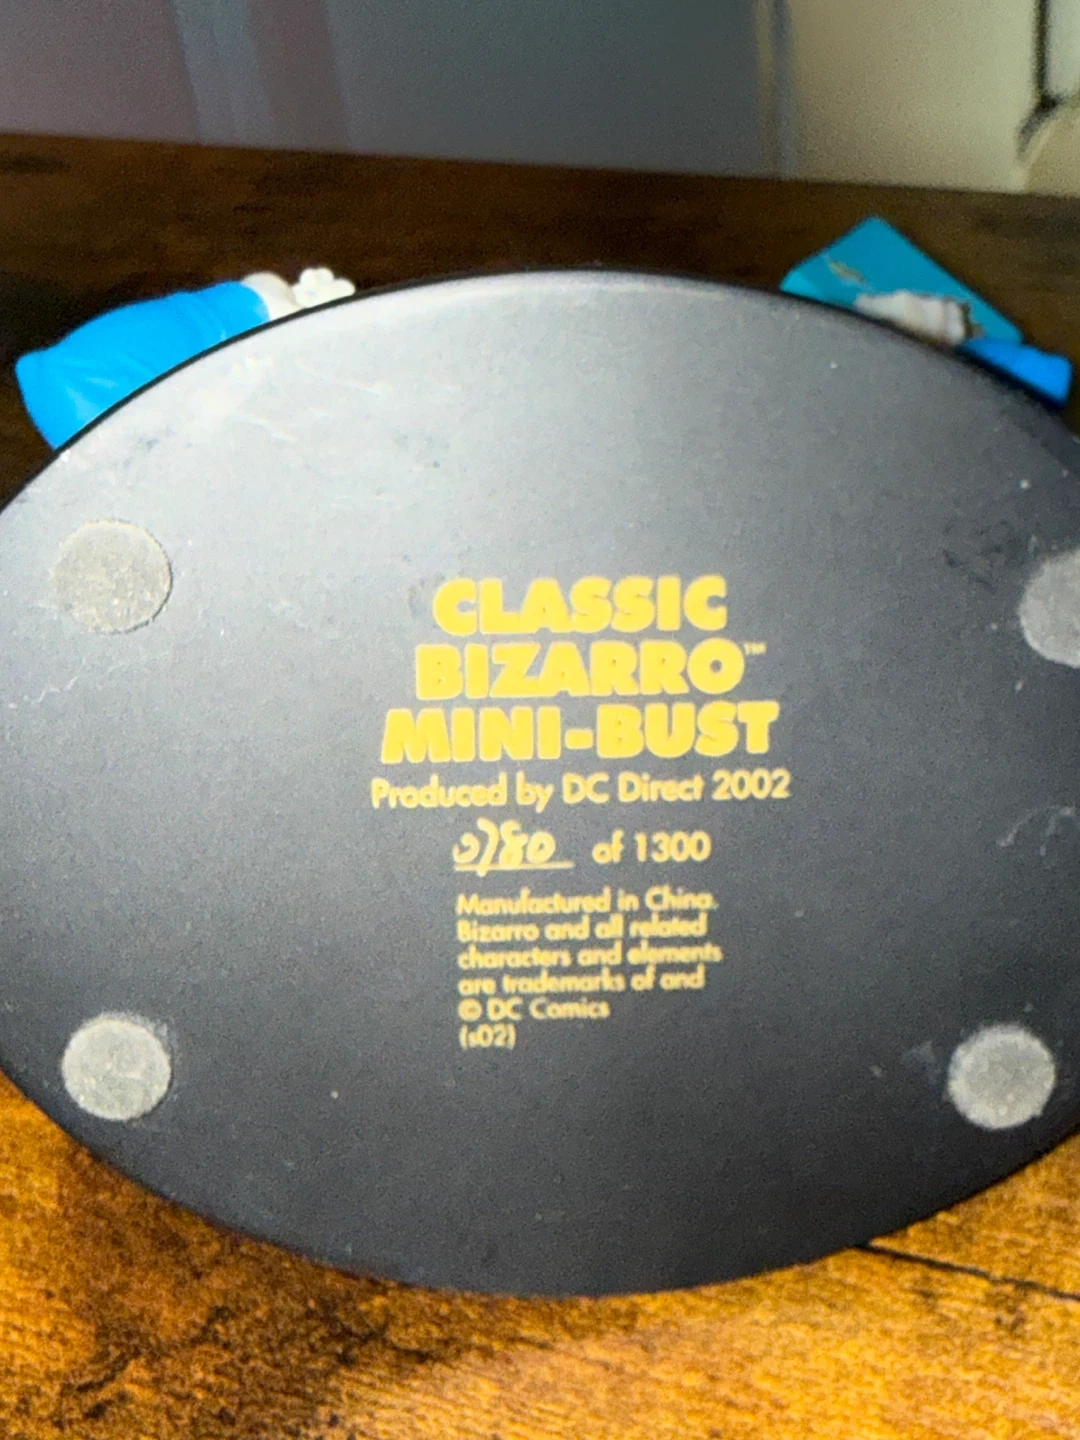 CLASSIC
BIZARRO™
MINI-BUST
Produced by DC Direct 2002
0780 of 1300
Manufactured in China.
Bizarro and all related
characters and elements
are trademarks of and
© DC Comics
(s02)